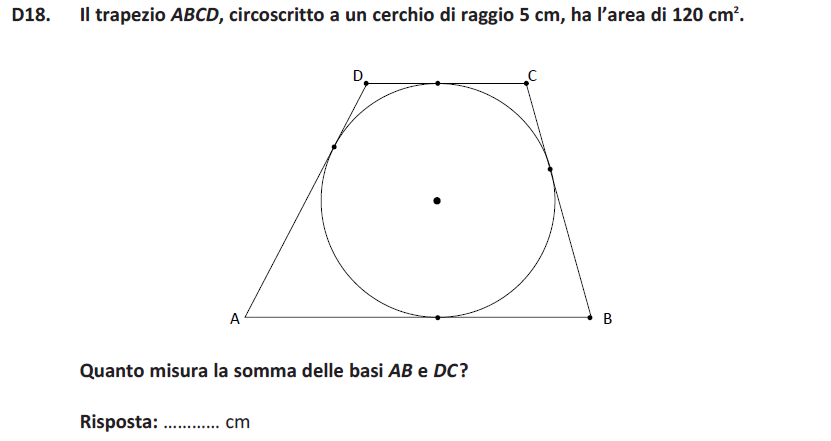 D18. Il trapezio ABCD, circoscritto a un cerchio di raggio 5 cm, ha l'area di 120 cm².
D C
A B
Quanto misura la somma delle basi AB e DC?
Risposta: ............ cm